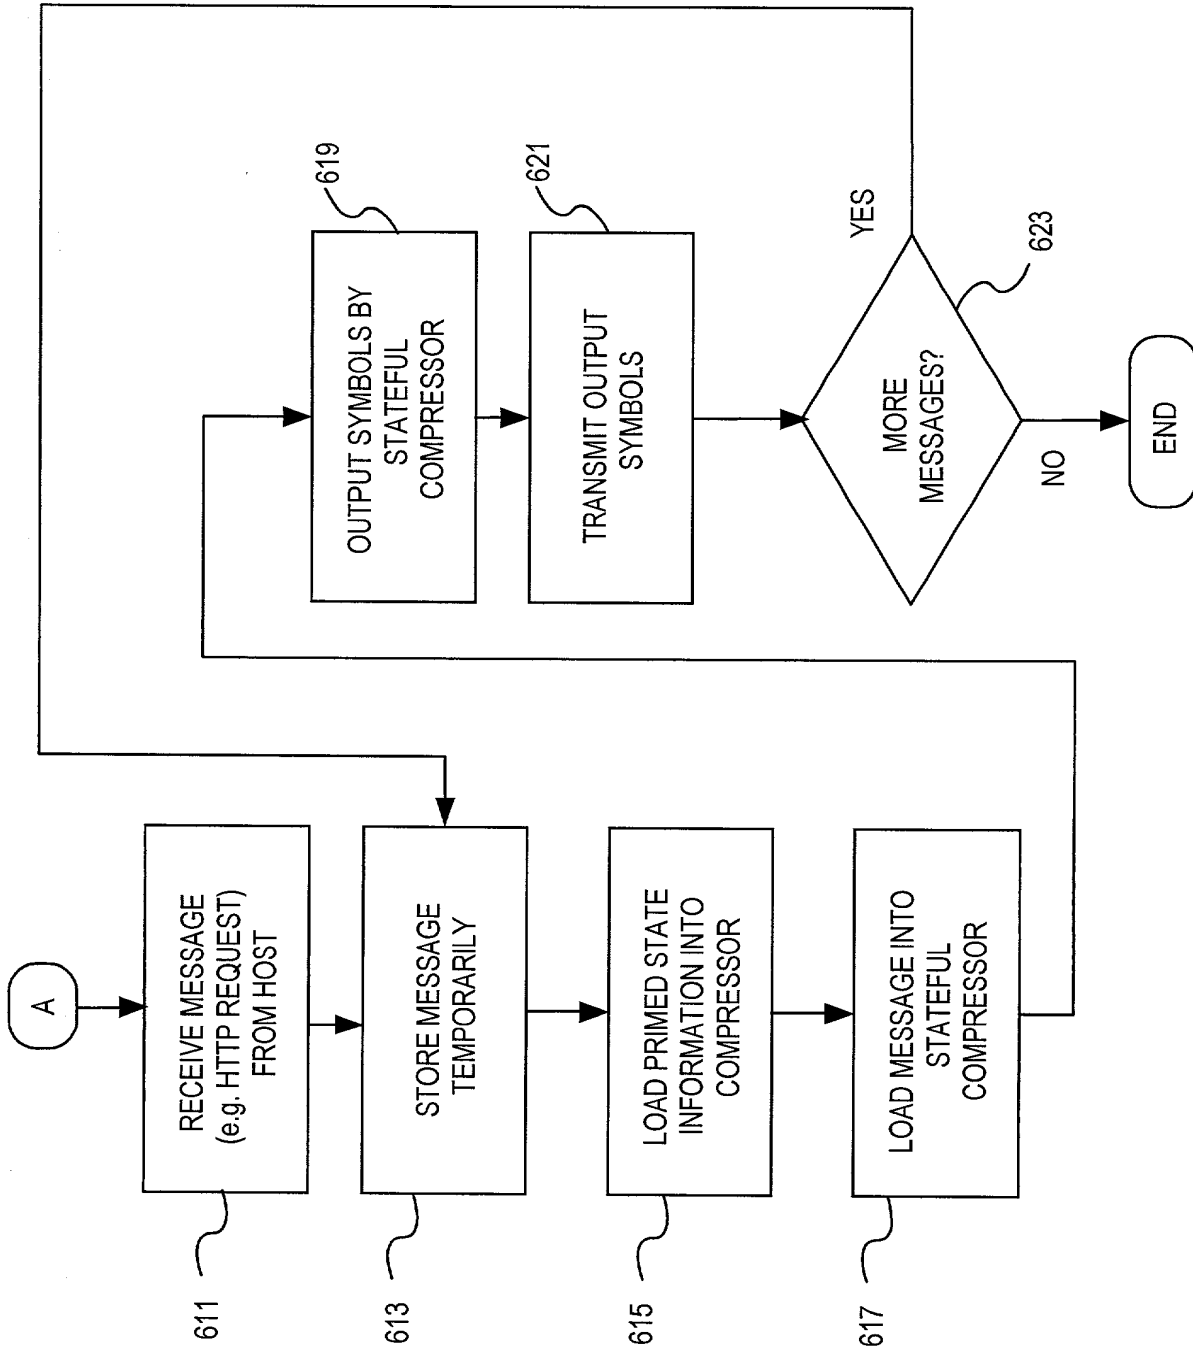 A
RECEIVE MESSAGE
(e.g. HTTP REQUEST)
FROM HOST
611
STORE MESSAGE
TEMPORARILY
613
LOAD PRIMED STATE
INFORMATION INTO
COMPRESSOR
615
LOAD MESSAGE INTO
STATEFUL
COMPRESSOR
617
OUTPUT SYMBOLS BY
STATEFUL
COMPRESSOR
619
TRANSMIT OUTPUT
SYMBOLS
621
MORE
MESSAGES?
623
YES
NO
END